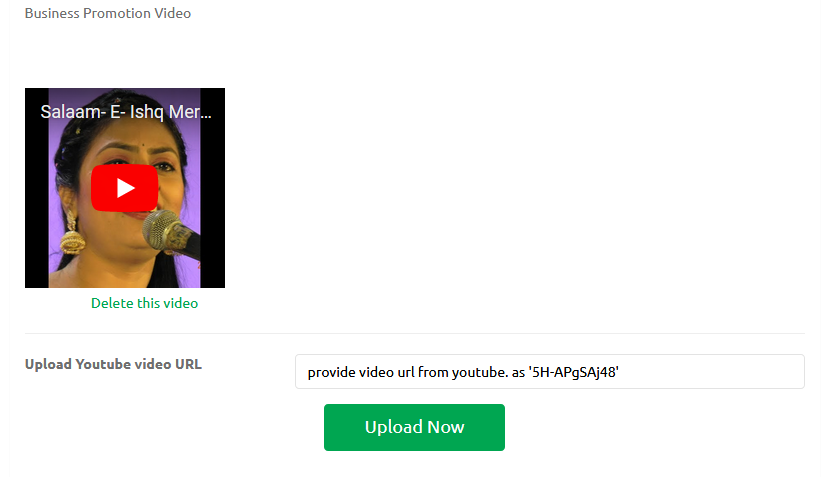 Business Promotion Video
Salaam- E- Ishq Mer...
Delete this video
Upload Youtube video URL
provide video url from youtube. as '5H-APgSAj48'
Upload Now